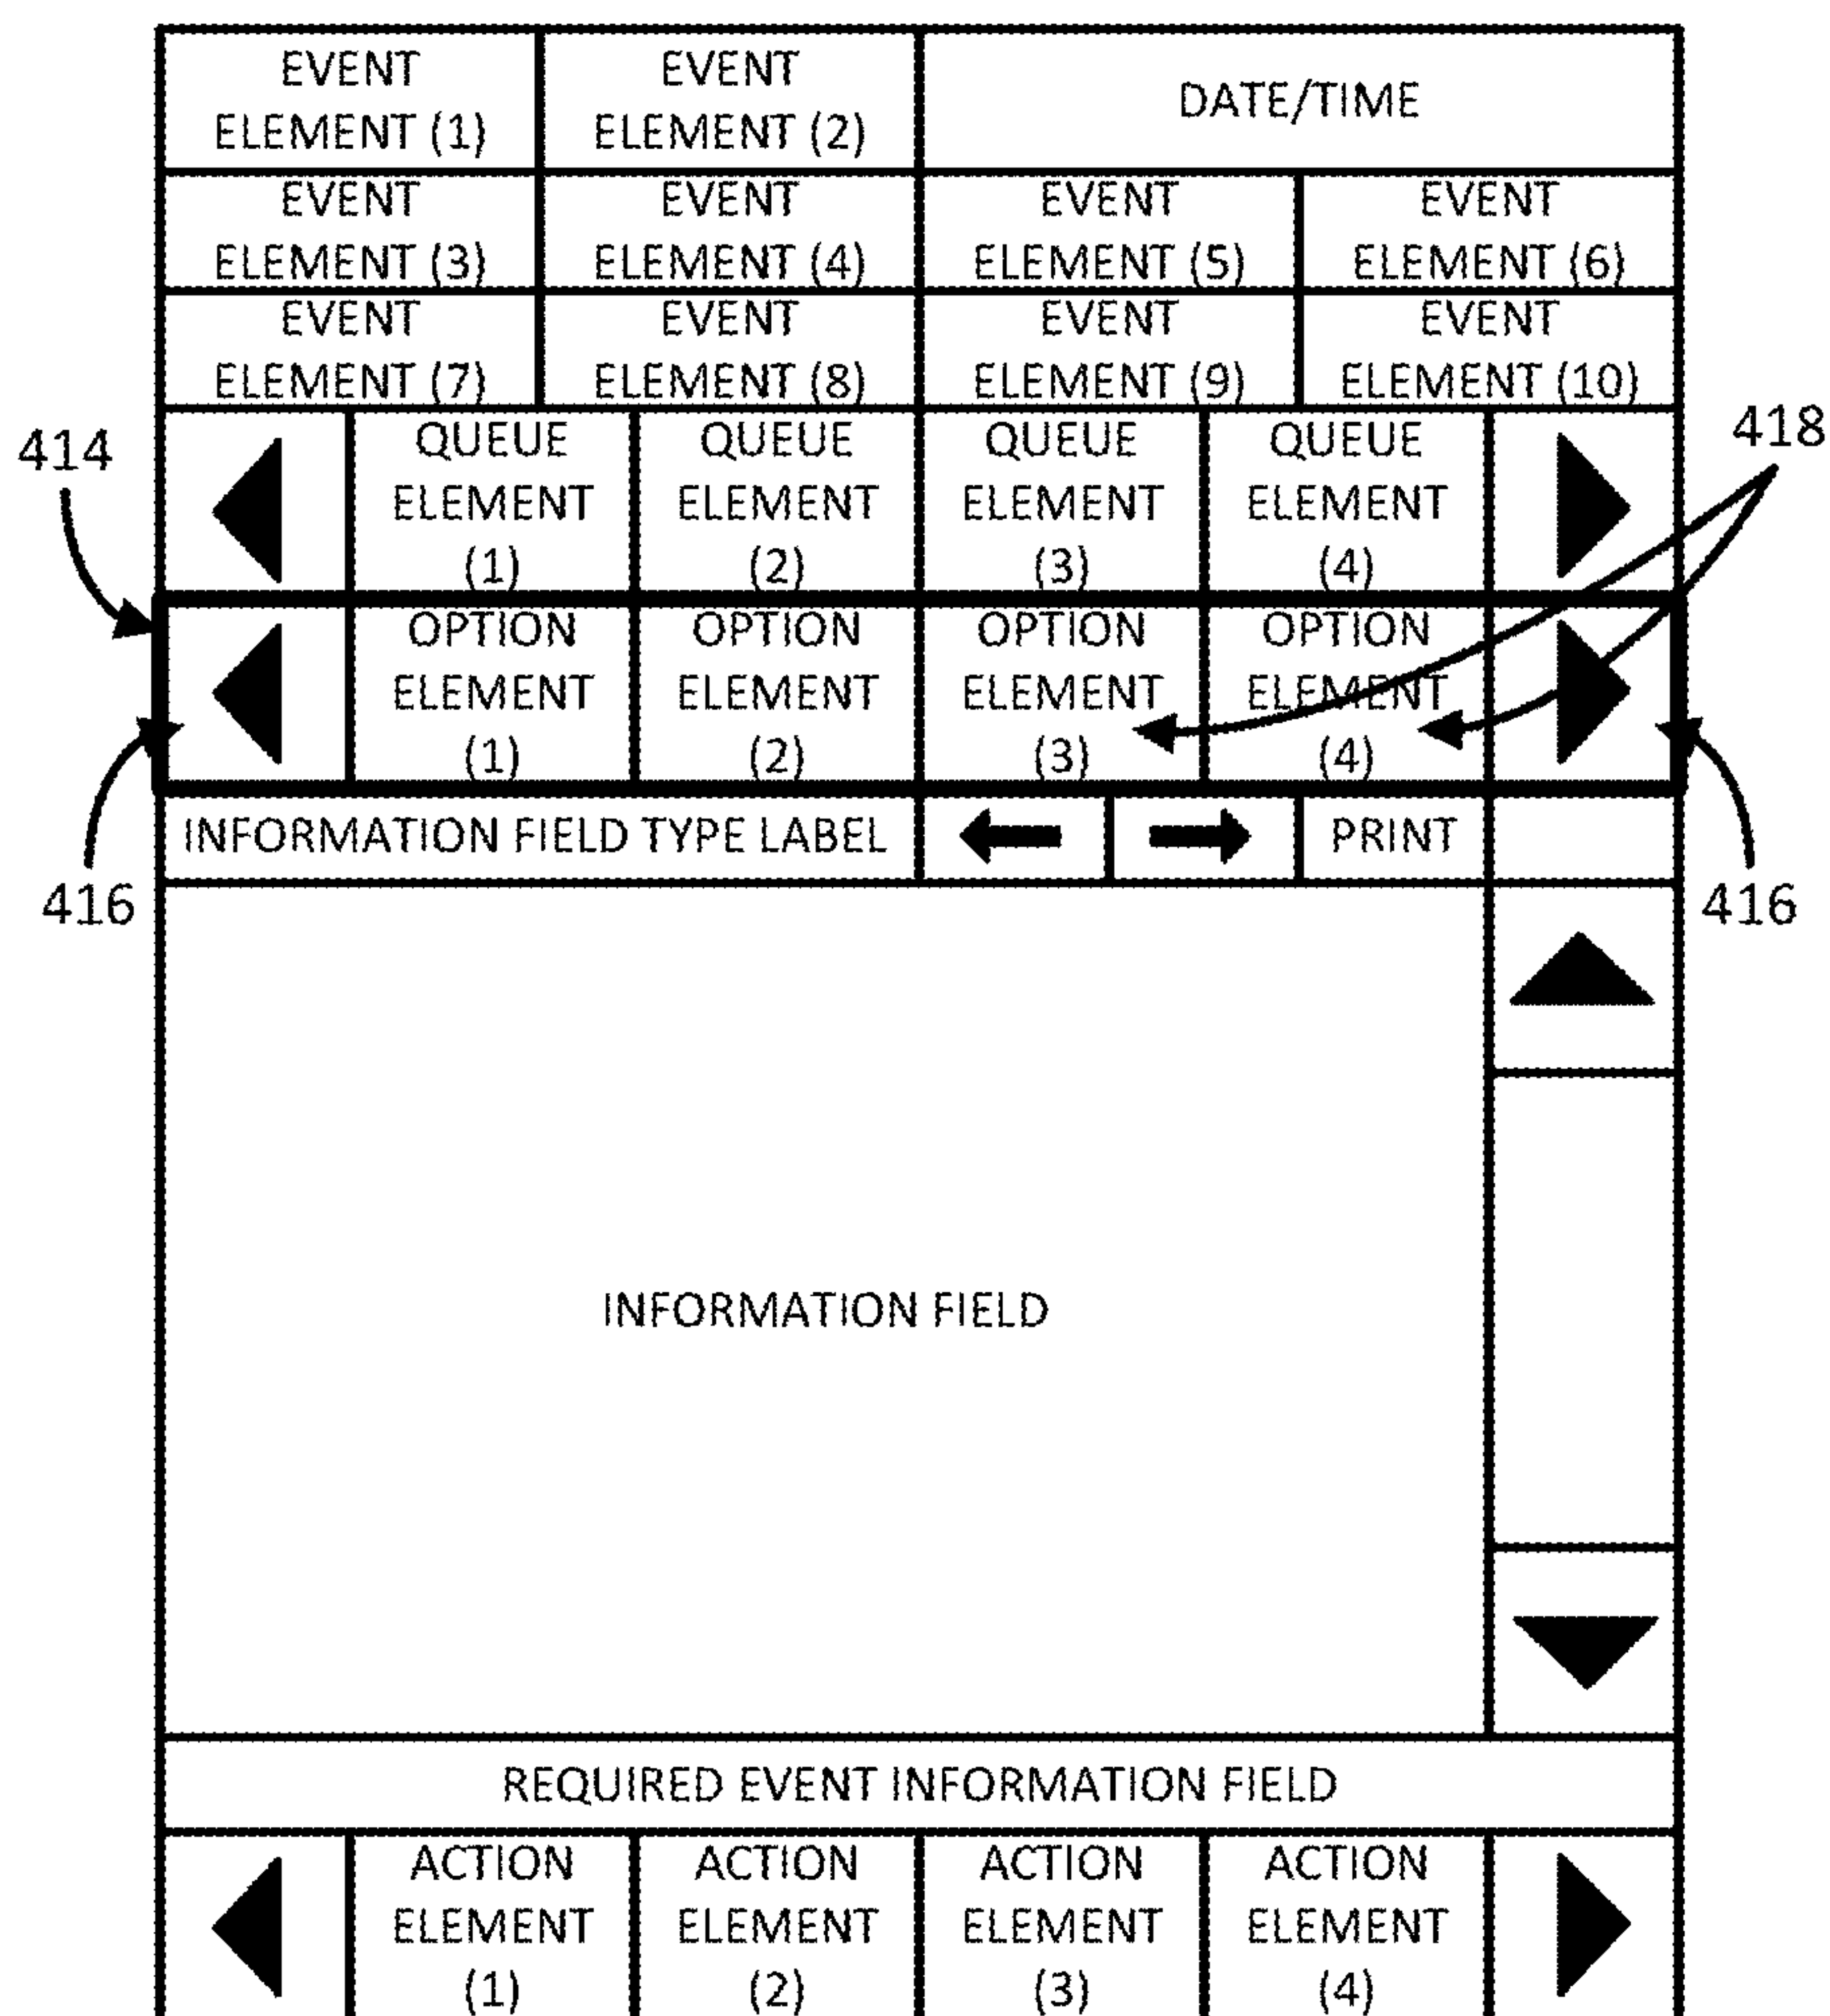 EVENT
ELEMENT (1)
EVENT
ELEMENT (2)
DATE/TIME
EVENT
ELEMENT (3)
EVENT
ELEMENT (4)
EVENT
ELEMENT (5)
EVENT
ELEMENT (6)
EVENT
ELEMENT (7)
EVENT
ELEMENT (8)
EVENT
ELEMENT (9)
EVENT
ELEMENT (10)
414
QUEUE
ELEMENT
(1)
QUEUE
ELEMENT
(2)
QUEUE
ELEMENT
(3)
QUEUE
ELEMENT
(4)
418
OPTION
ELEMENT
(1)
OPTION
ELEMENT
(2)
OPTION
ELEMENT
(3)
OPTION
ELEMENT
(4)
416
INFORMATION FIELD TYPE LABEL
PRINT
416
INFORMATION FIELD
REQUIRED EVENT INFORMATION FIELD
ACTION
ELEMENT
(1)
ACTION
ELEMENT
(2)
ACTION
ELEMENT
(3)
ACTION
ELEMENT
(4)